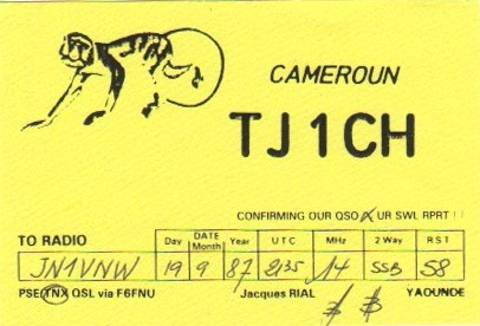 CAMEROUN
TJ1CH
CONFIRMING OUR QSO UR SWL RPRT !!
TO RADIO Day DATE Month Year UTC MHz 2 Way RST
JN1VNW 19 9 87 2135 14 SSB 58
PSE/TNX QSL via F6FNU Jacques RIAL YAOUNDE